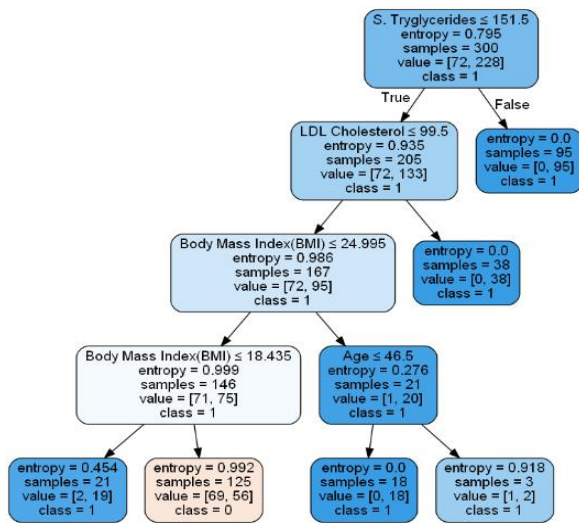 S. Tryglycerides ≤ 151.5
entropy = 0.795
samples = 300
value = [72, 228]
class = 1
True
False
LDL Cholesterol ≤ 99.5
entropy = 0.935
samples = 205
value = [72, 133]
class = 1
entropy = 0.0
samples = 95
value = [0, 95]
class = 1
Body Mass Index(BMI) ≤ 24.995
entropy = 0.986
samples = 167
value = [72, 95]
class = 1
entropy = 0.0
samples = 38
value = [0, 38]
class = 1
Body Mass Index(BMI) ≤ 18.435
entropy = 0.999
samples = 146
value = [71, 75]
class = 1
Age ≤ 46.5
entropy = 0.276
samples = 21
value = [1, 20]
class = 1
entropy = 0.454
samples = 21
value = [2, 19]
class = 1
entropy = 0.992
samples = 125
value = [69, 56]
class = 0
entropy = 0.0
samples = 18
value = [0, 18]
class = 1
entropy = 0.918
samples = 3
value = [1, 2]
class = 1